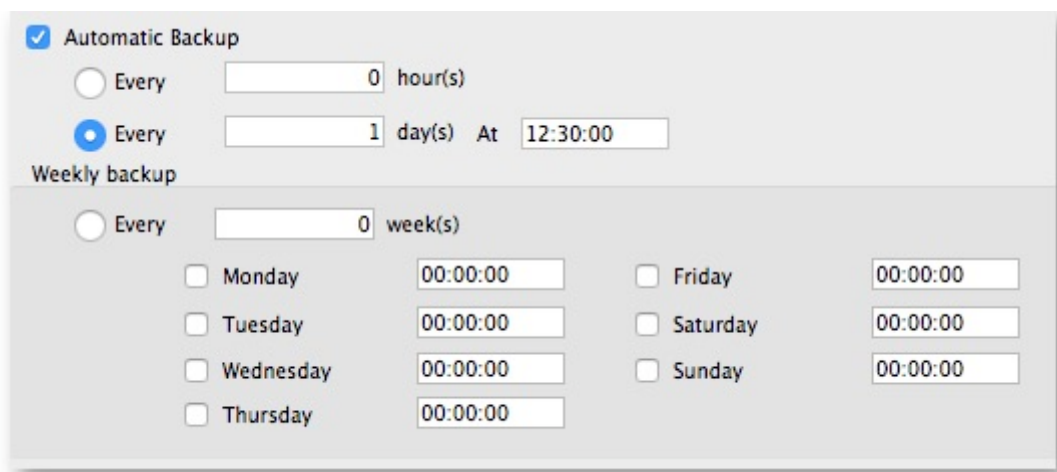 Automatic Backup
Every 0 hour(s)
Every 1 day(s) At 12:30:00
Weekly backup
Every 0 week(s)
Monday 00:00:00 Friday 00:00:00
Tuesday 00:00:00 Saturday 00:00:00
Wednesday 00:00:00 Sunday 00:00:00
Thursday 00:00:00